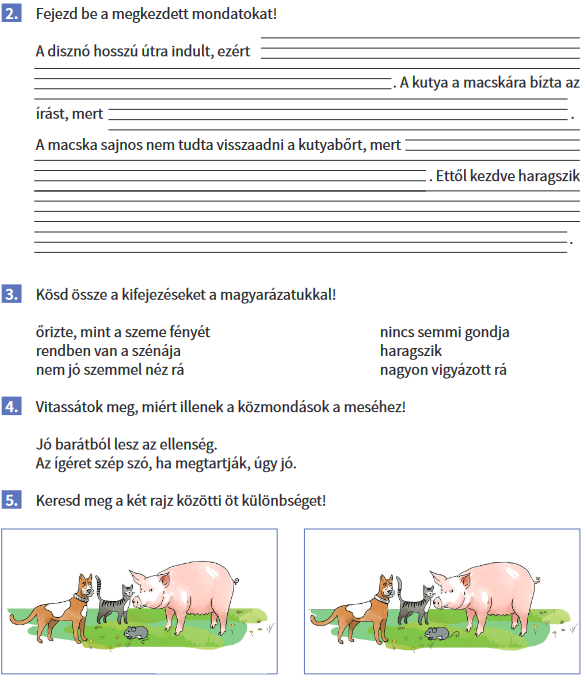 2. Fejezd be a megkezdett mondatokat!
A disznó hosszú útra indult, ezért
. A kutya a macskára bízta az
írást, mert .
A macska sajnos nem tudta visszaadni a kutyabőrt, mert
. Ettől kezdve haragszik
.
3. Kösd össze a kifejezéseket a magyarázatukkal!
őrizte, mint a szeme fényét nincs semmi gondja
rendben van a szénája haragszik
nem jó szemmel néz rá nagyon vigyázott rá
4. Vitassátok meg, miért illenek a közmondások a meséhez!
Jó barátból lesz az ellenség.
Az ígéret szép szó, ha megtartják, úgy jó.
5. Keresd meg a két rajz közötti öt különbséget!